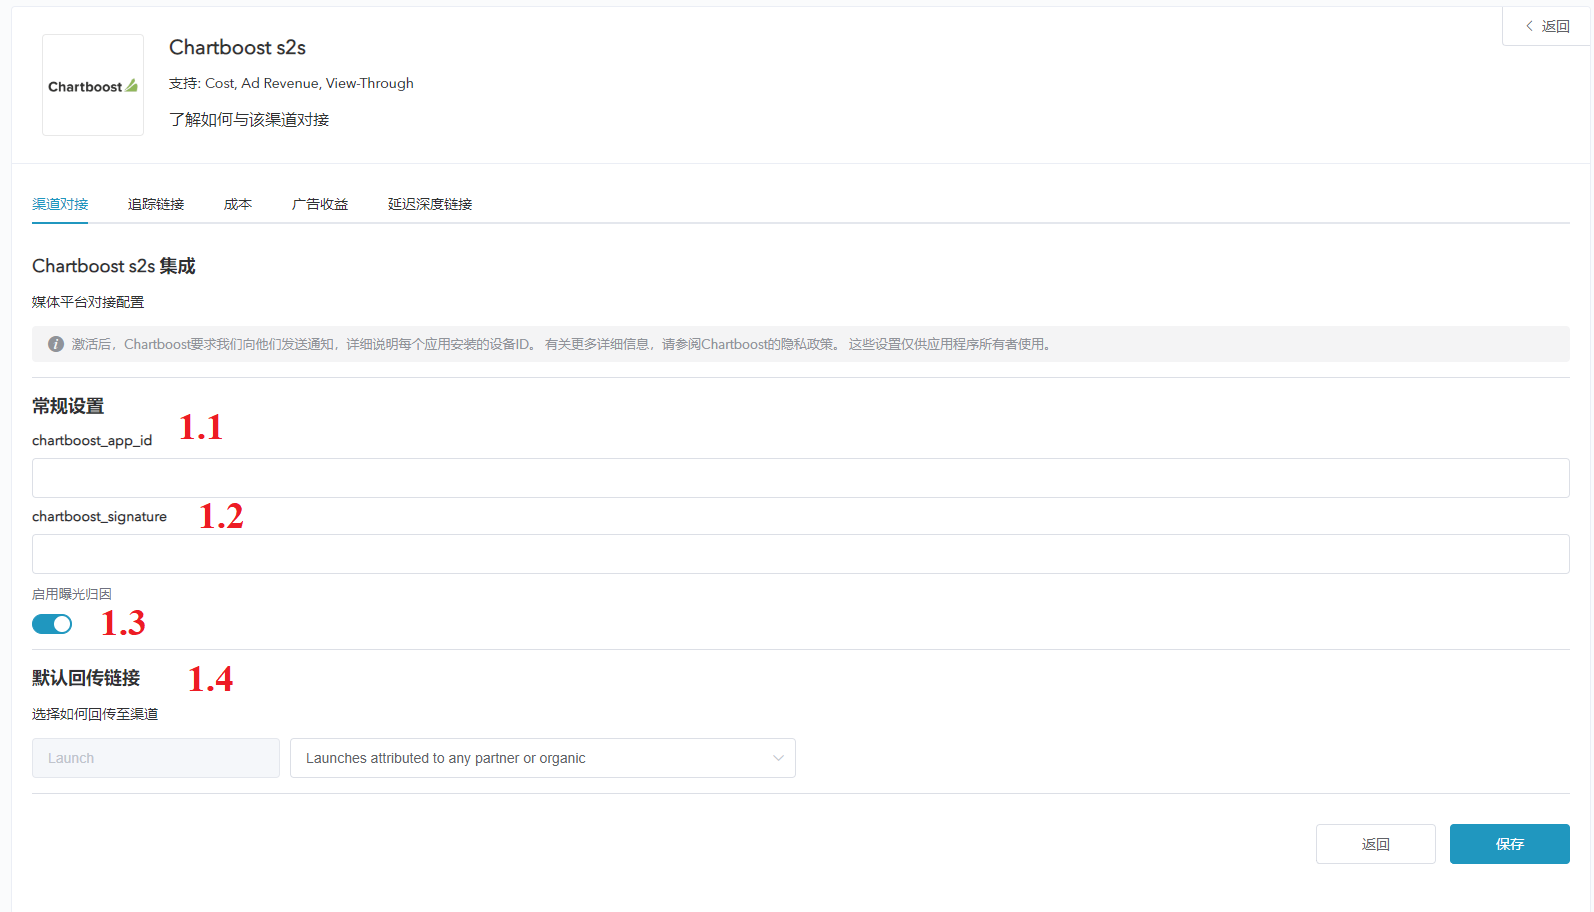 返回
Chartboost
Chartboost s2s
支持: Cost, Ad Revenue, View-Through
了解如何与该渠道对接
渠道对接 追踪链接 成本 广告收益 延迟深度链接
Chartboost s2s 集成
媒体平台对接配置
激活后，Chartboost要求我们向他们发送通知，详细说明每个应用安装的设备ID。 有关更多详细信息，请参阅Chartboost的隐私政策。 这些设置仅供应用程序所有者使用。
常规设置
1.1
chartboost_app_id
chartboost_signature 1.2
启用曝光归因
1.3
默认回传链接 1.4
选择如何回传至渠道
Launch Launches attributed to any partner or organic
返回 保存